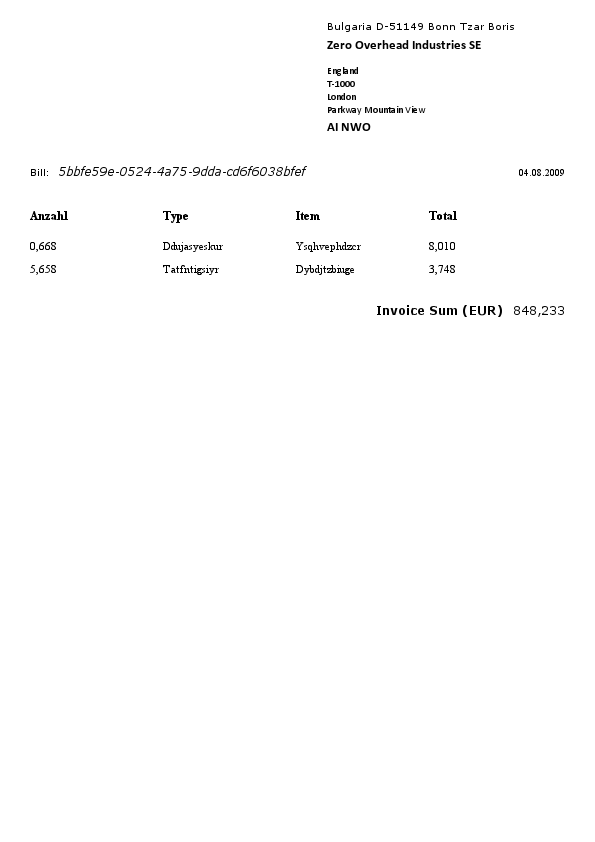 Bulgaria D-51149 Bonn Tzar Boris
Zero Overhead Industries SE
England
T-1000
London
Parkway Mountain View
AI NWO
Bill: 5bbfe59e-0524-4a75-9dda-cd6f6038bfef 04.08.2009
Anzahl Type Item Total
0,668 Ddujasyeskur Ysqhvephdzcr 8,010
5,658 Tatfntigsiyr Dybdjtzbiuge 3,748
Invoice Sum (EUR) 848,233